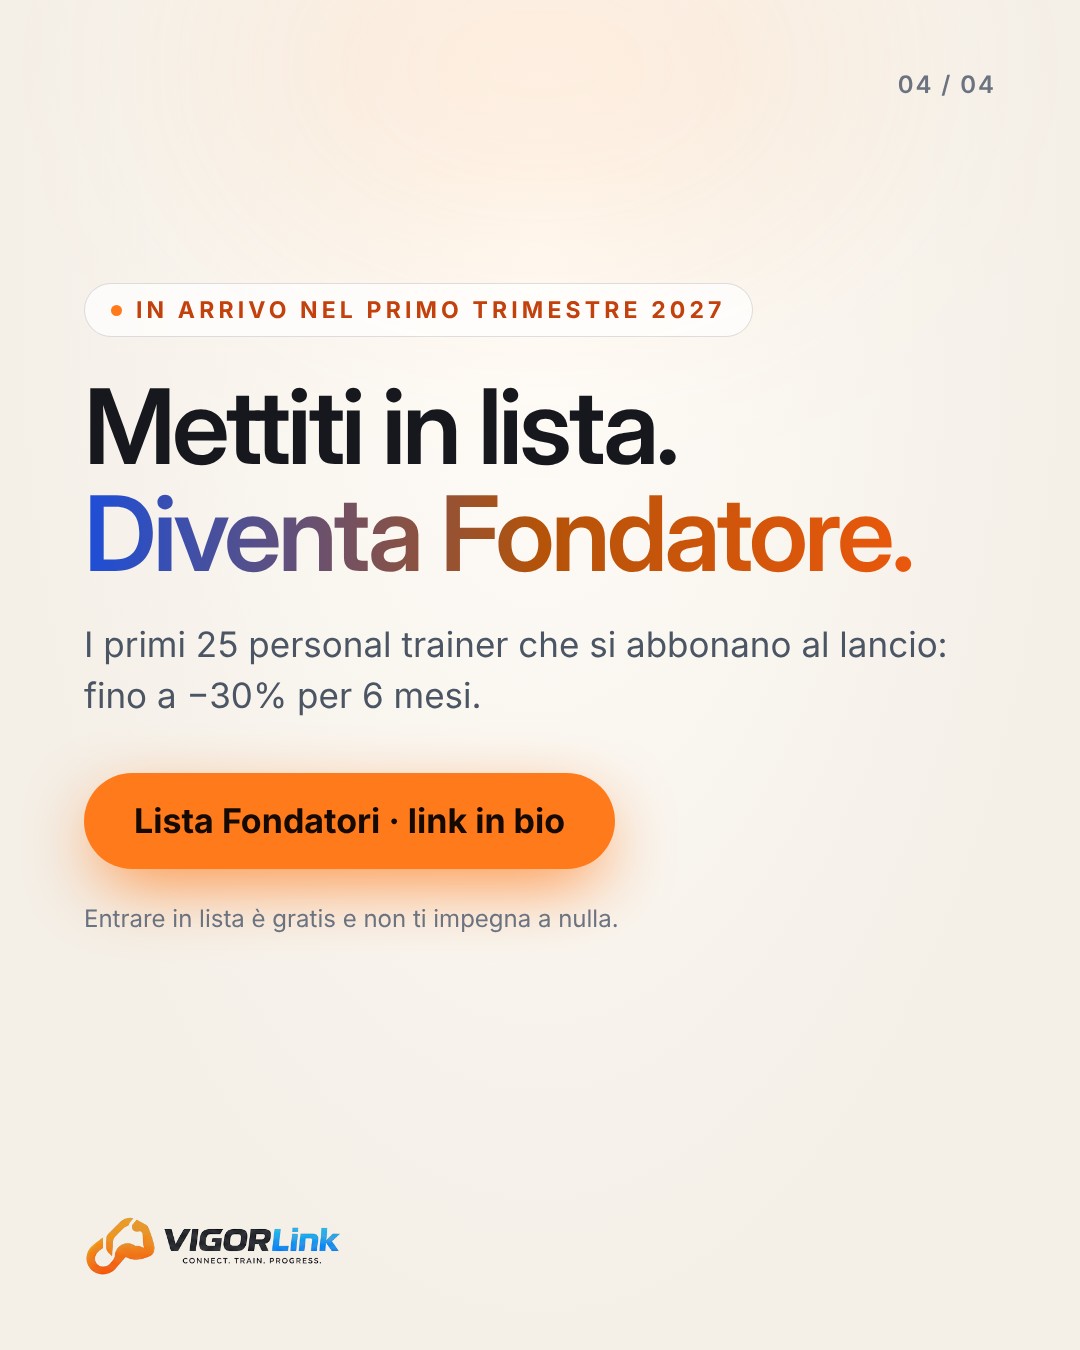 04 / 04
IN ARRIVO NEL PRIMO TRIMESTRE 2027
Mettiti in lista.
Diventa Fondatore.
I primi 25 personal trainer che si abbonano al lancio:
fino a −30% per 6 mesi.
Lista Fondatori · link in bio
Entrare in lista è gratis e non ti impegna a nulla.
VIGORLink
CONNECT. TRAIN. PROGRESS.